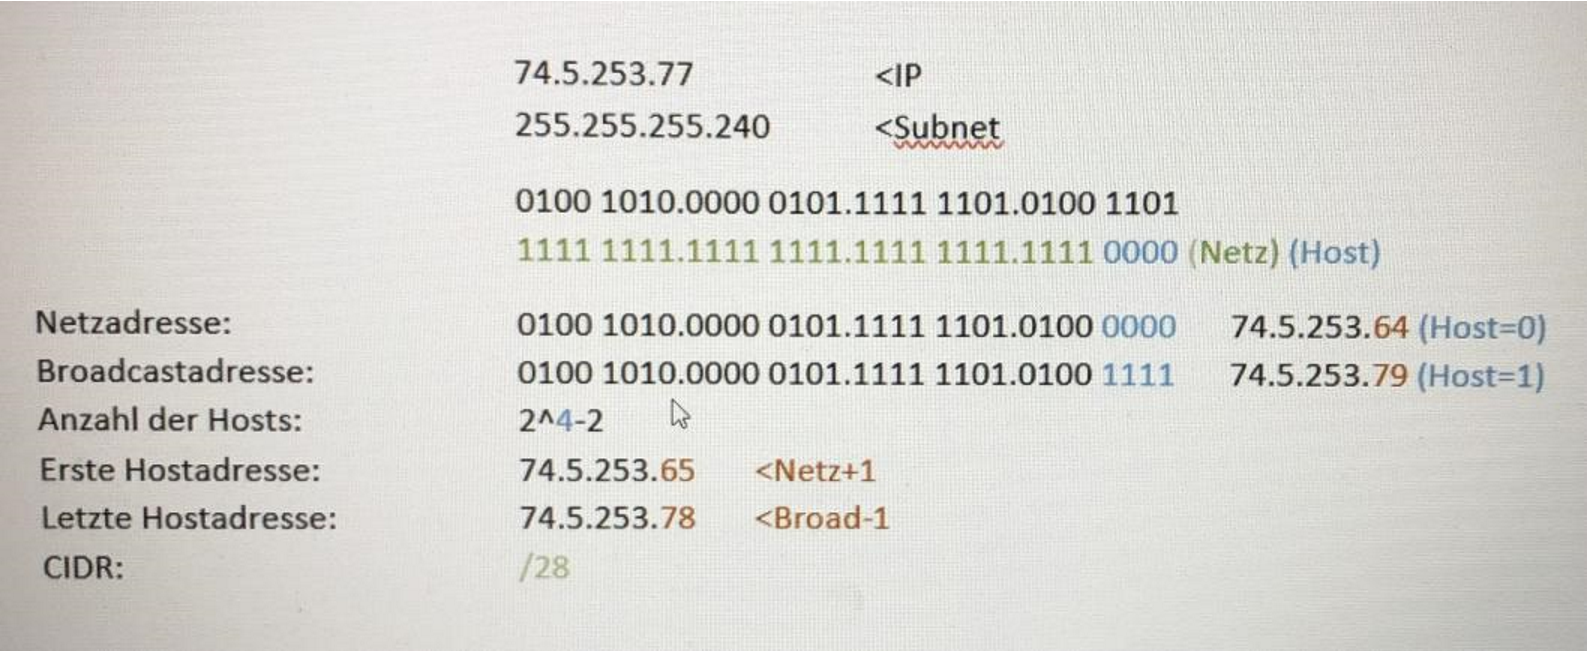 74.5.253.77 <IP
255.255.255.240 <Subnet
0100 1010.0000 0101.1111 1101.0100 1101
1111 1111.1111 1111.1111 1111.1111 0000 (Netz) (Host)
Netzadresse: 0100 1010.0000 0101.1111 1101.0100 0000 74.5.253.64 (Host=0)
Broadcastadresse: 0100 1010.0000 0101.1111 1101.0100 1111 74.5.253.79 (Host=1)
Anzahl der Hosts: 2^4-2
Erste Hostadresse: 74.5.253.65 <Netz+1
Letzte Hostadresse: 74.5.253.78 <Broad-1
CIDR: /28